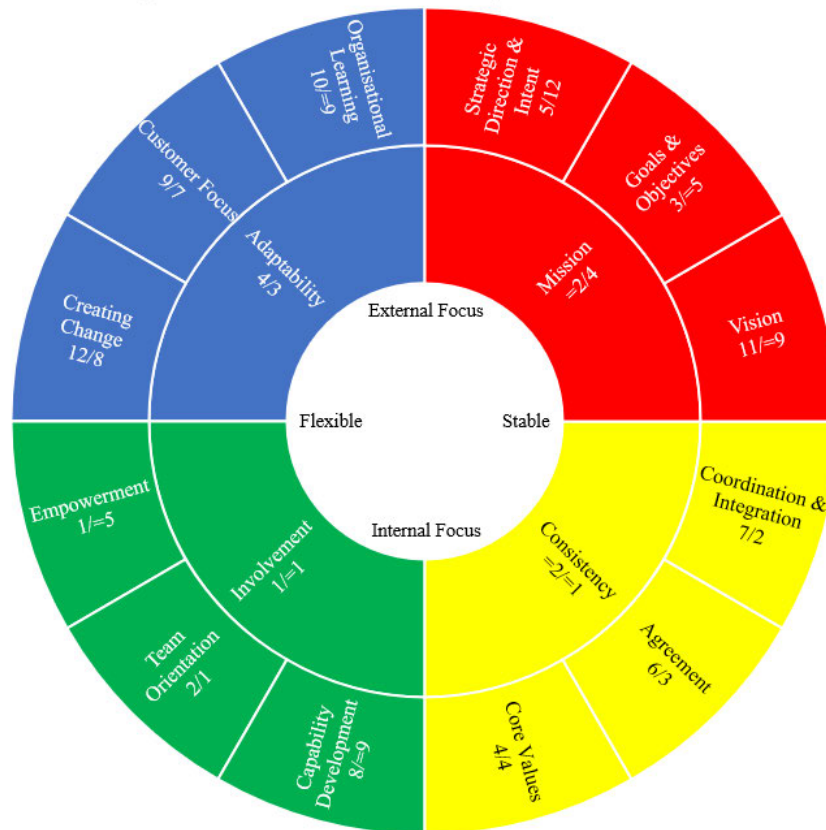 Organisational
Learning
10/=9
Strategic
Direction &
Intent
5/12
Customer Focus
9/7
Goals &
Objectives
3/=5
Adaptability
4/3
Mission
=2/4
Creating
Change
12/8
Vision
11/=9
External Focus
Flexible
Stable
Internal Focus
Empowerment
1/=5
Coordination &
Integration
7/2
Involvement
1/=1
Consistency
=2/=1
Team
Orientation
2/1
Agreement
6/3
Capability
Development
8/=9
Core Values
4/4